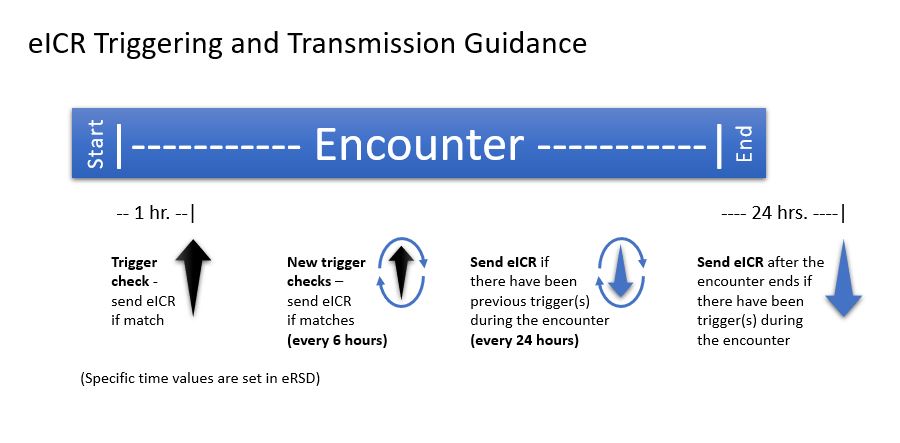 eICR Triggering and Transmission Guidance
Start |----------- Encounter -----------| End
-- 1 hr. --|
---- 24 hrs. ----|
Trigger
check -
send eICR
if match
New trigger
checks –
send eICR
if matches
(every 6 hours)
Send eICR if
there have been
previous trigger(s)
during the encounter
(every 24 hours)
Send eICR after the
encounter ends if
there have been
trigger(s) during
the encounter
(Specific time values are set in eRSD)